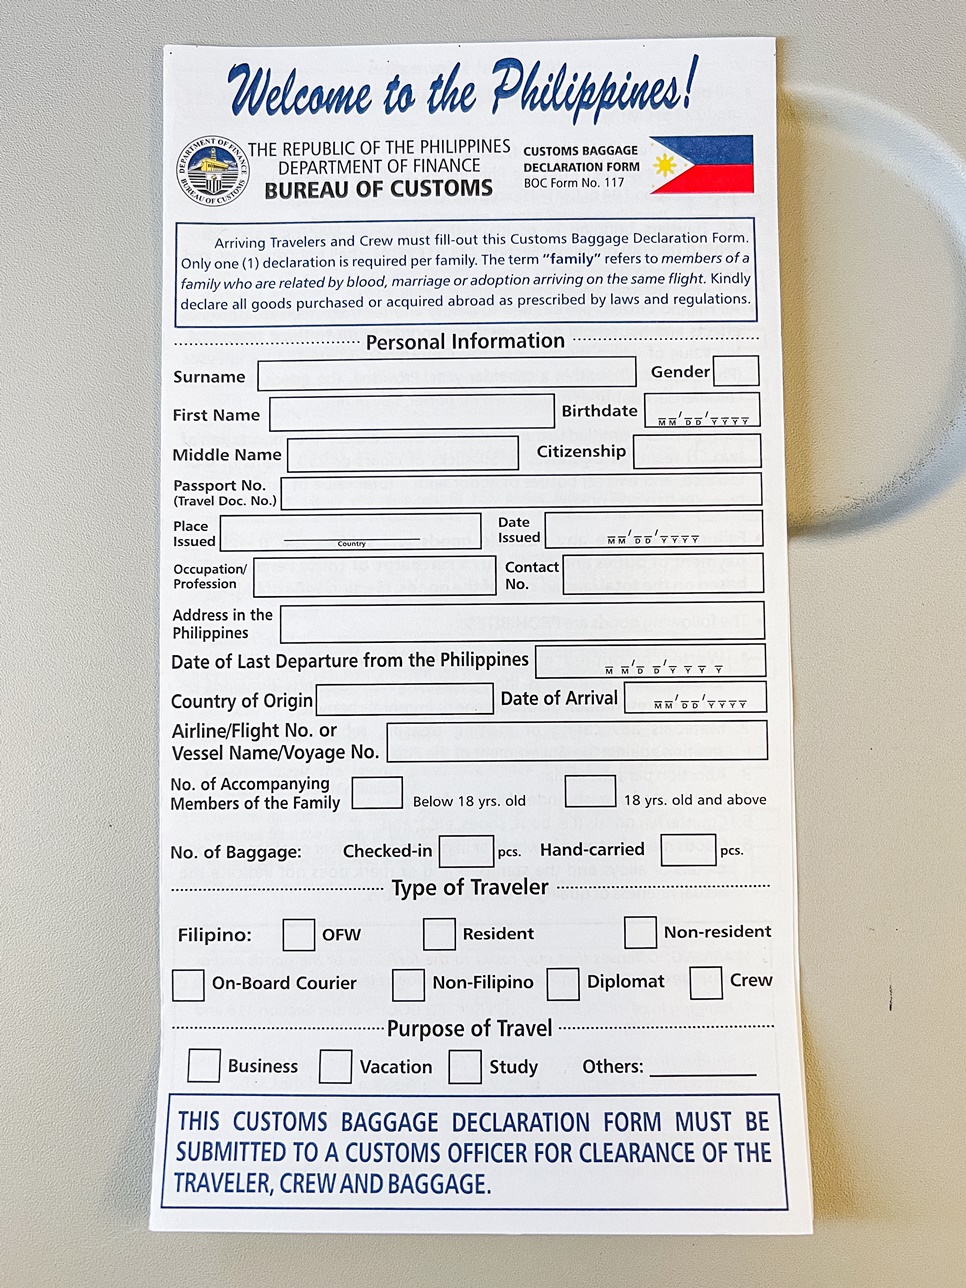 Welcome to the Philippines!
DEPARTMENT OF FINANCE
BUREAU OF CUSTOMS
THE REPUBLIC OF THE PHILIPPINES
DEPARTMENT OF FINANCE
BUREAU OF CUSTOMS
CUSTOMS BAGGAGE
DECLARATION FORM
BOC Form No. 117
Arriving Travelers and Crew must fill-out this Customs Baggage Declaration Form.
Only one (1) declaration is required per family. The term "family" refers to members of a
family who are related by blood, marriage or adoption arriving on the same flight. Kindly
declare all goods purchased or acquired abroad as prescribed by laws and regulations.
Personal Information
Surname Gender
First Name Birthdate MM/DD/YYYY
Middle Name Citizenship
Passport No.
(Travel Doc. No.)
Place
Issued
Country
Date
Issued
MM/DD/YYYY
Occupation/
Profession
Contact
No.
Address in the
Philippines
Date of Last Departure from the Philippines MM/DD/YYYY
Country of Origin Date of Arrival MM/DD/YYYY
Airline/Flight No. or
Vessel Name/Voyage No.
No. of Accompanying
Members of the Family
Below 18 yrs. old 18 yrs. old and above
No. of Baggage: Checked-in pcs. Hand-carried pcs.
Type of Traveler
Filipino: OFW Resident Non-resident
On-Board Courier Non-Filipino Diplomat Crew
Purpose of Travel
Business Vacation Study Others:
THIS CUSTOMS BAGGAGE DECLARATION FORM MUST BE
SUBMITTED TO A CUSTOMS OFFICER FOR CLEARANCE OF THE
TRAVELER, CREW AND BAGGAGE.